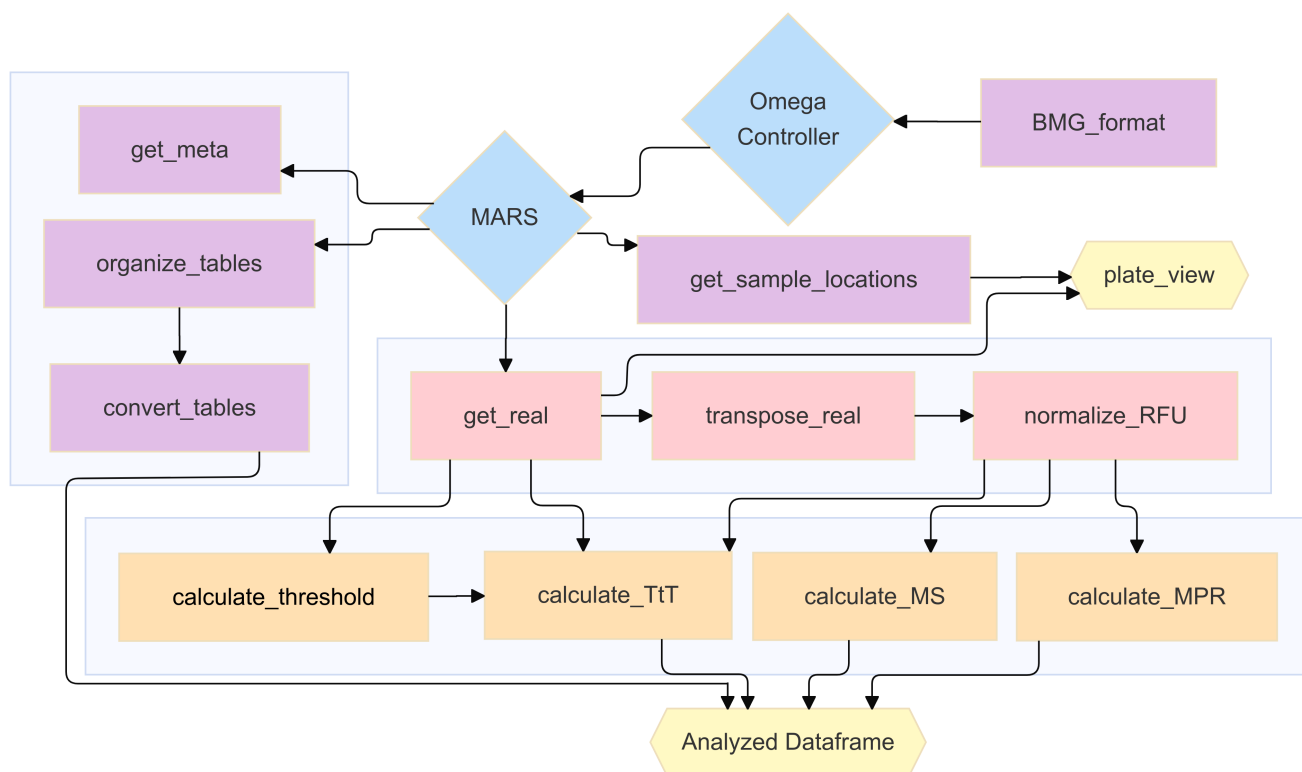 Omega
Controller
BMG_format
get_meta
MARS
organize_tables
get_sample_locations
plate_view
convert_tables
get_real
transpose_real
normalize_RFU
calculate_threshold
calculate_TtT
calculate_MS
calculate_MPR
Analyzed Dataframe